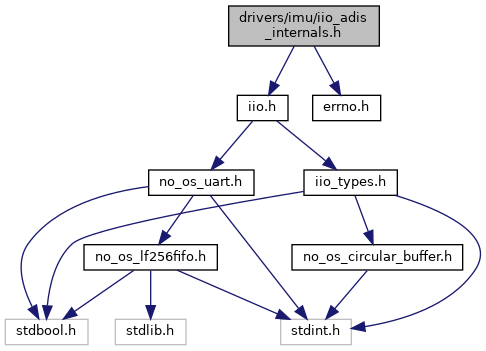 drivers/imu/iio_adis
_internals.h
iio.h
errno.h
no_os_uart.h
iio_types.h
no_os_lf256fifo.h
no_os_circular_buffer.h
stdbool.h
stdlib.h
stdint.h